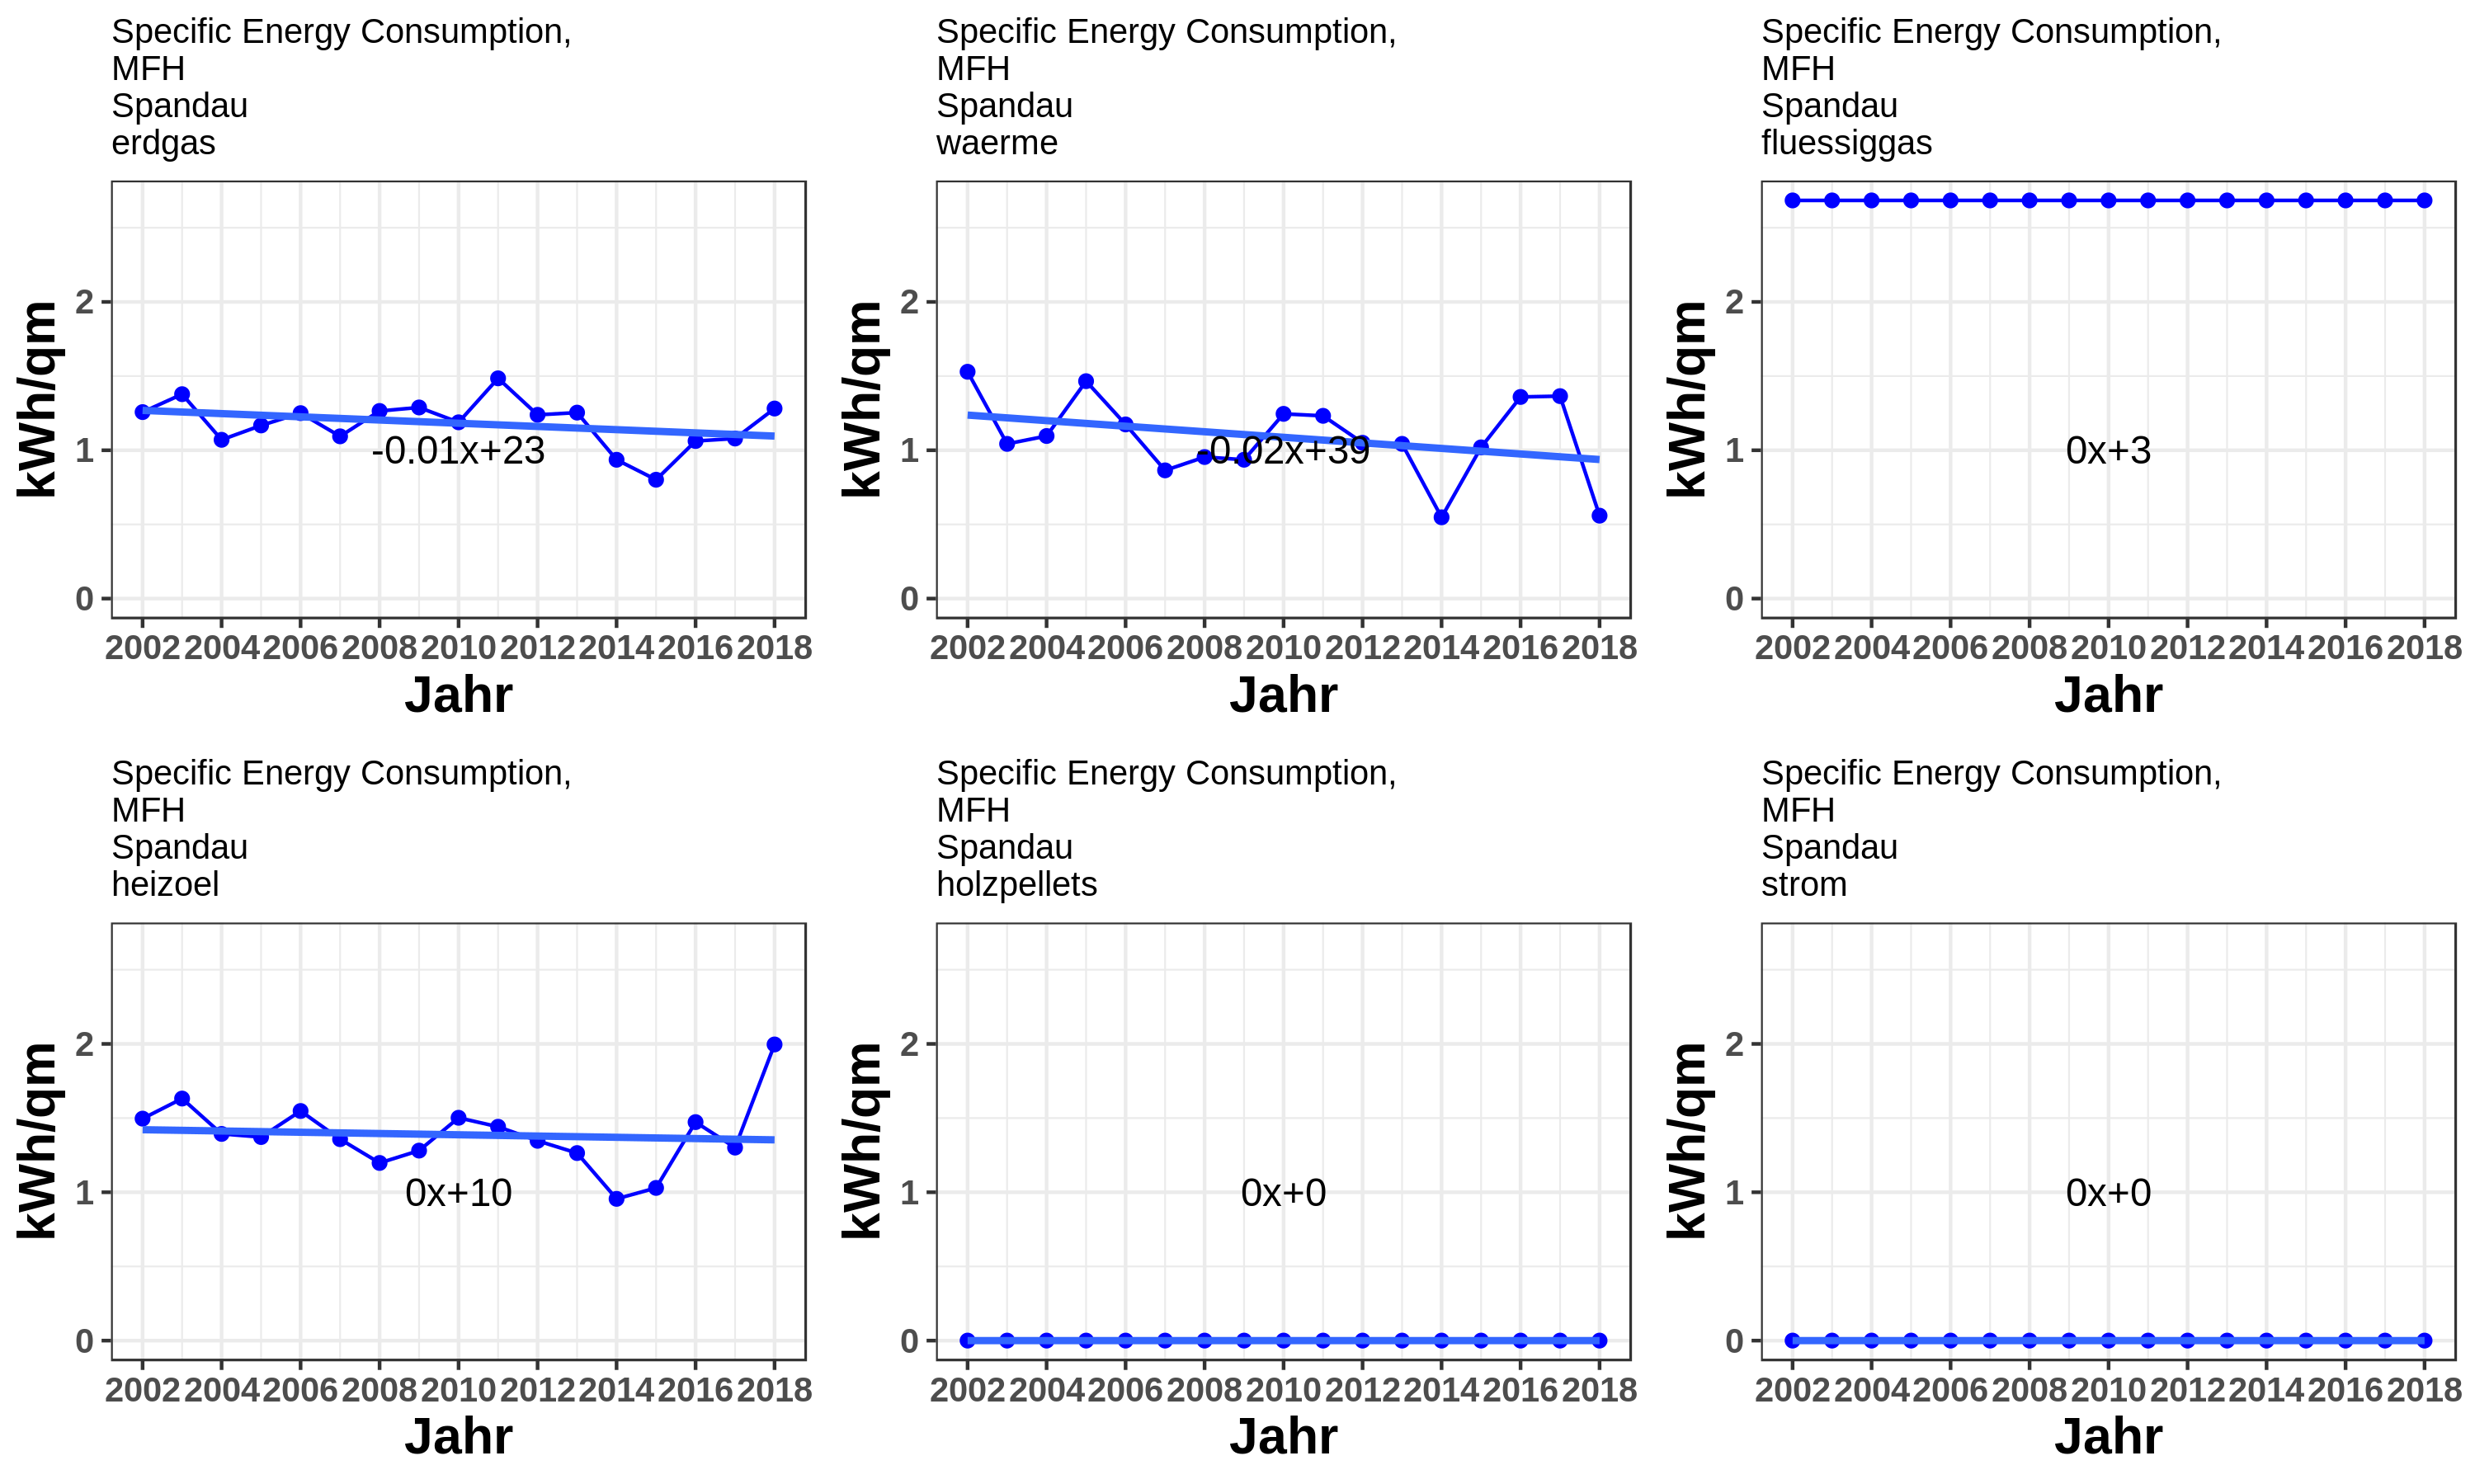 Specific Energy Consumption,
MFH
Spandau
erdgas
kWh/qm
2
1
0
-0.01x+23
2002 2004 2006 2008 2010 2012 2014 2016 2018
Jahr
Specific Energy Consumption,
MFH
Spandau
waerme
kWh/qm
2
1
0
-0.02x+39
2002 2004 2006 2008 2010 2012 2014 2016 2018
Jahr
Specific Energy Consumption,
MFH
Spandau
fluessiggas
kWh/qm
2
1
0
0x+3
2002 2004 2006 2008 2010 2012 2014 2016 2018
Jahr
Specific Energy Consumption,
MFH
Spandau
heizoel
kWh/qm
2
1
0
0x+10
2002 2004 2006 2008 2010 2012 2014 2016 2018
Jahr
Specific Energy Consumption,
MFH
Spandau
holzpellets
kWh/qm
2
1
0
0x+0
2002 2004 2006 2008 2010 2012 2014 2016 2018
Jahr
Specific Energy Consumption,
MFH
Spandau
strom
kWh/qm
2
1
0
0x+0
2002 2004 2006 2008 2010 2012 2014 2016 2018
Jahr